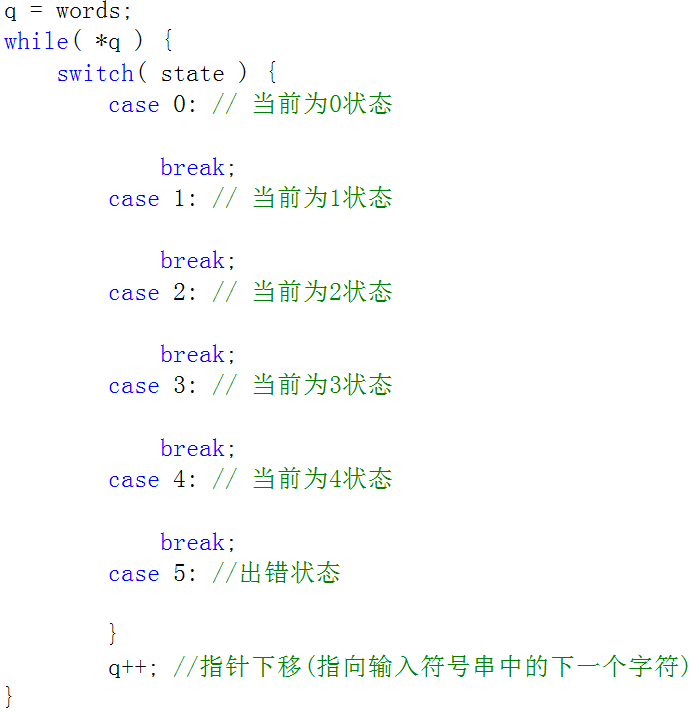 q = words;
while( *q ) {
switch( state ) {
case 0: // 当前为0状态
break;
case 1: // 当前为1状态
break;
case 2: // 当前为2状态
break;
case 3: // 当前为3状态
break;
case 4: // 当前为4状态
break;
case 5: //出错状态
}
q++; //指针下移(指向输入符号串中的下一个字符)
}